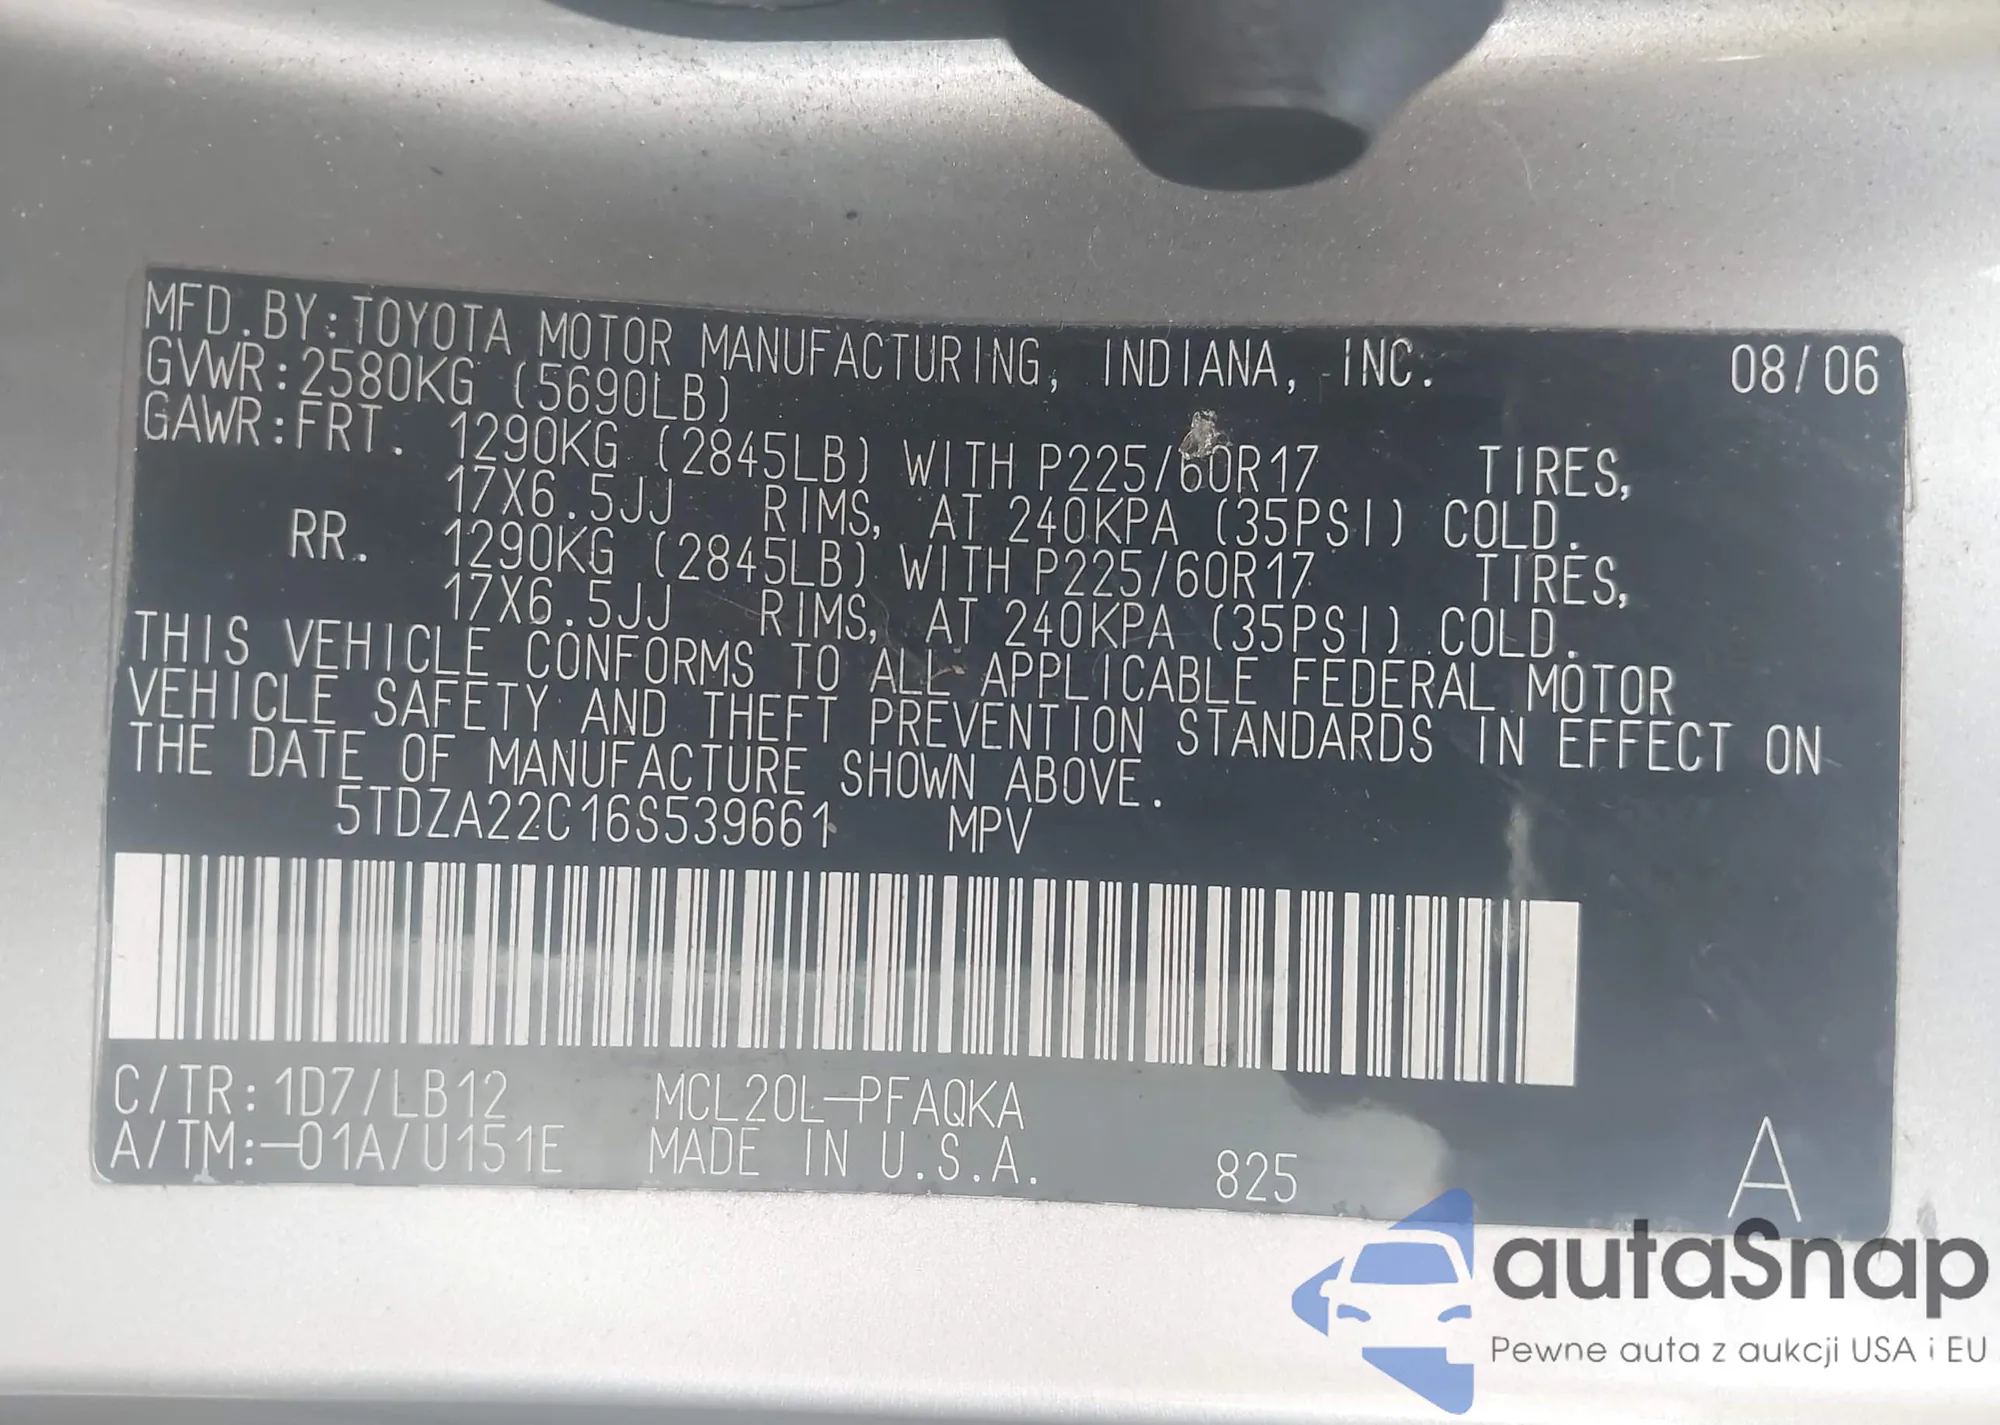 MFD.BY:TOYOTA MOTOR MANUFACTURING, INDIANA, INC. 08/06
GVWR:2580KG (5690LB)
GAWR:FRT. 1290KG (2845LB) WITH P225/60R17 TIRES,
17X6.5JJ RIMS, AT 240KPA (35PSI) COLD.
RR. 1290KG (2845LB) WITH P225/60R17 TIRES,
17X6.5JJ RIMS, AT 240KPA (35PSI) COLD.
THIS VEHICLE CONFORMS TO ALL APPLICABLE FEDERAL MOTOR
VEHICLE SAFETY AND THEFT PREVENTION STANDARDS IN EFFECT ON
THE DATE OF MANUFACTURE SHOWN ABOVE.
5TDZA22C16S539661 MPV
C/TR:1D7/LB12 MCL20L-PFAQKA
A/TM:-01A/U151E MADE IN U.S.A. 825 A
autaSnap
Pewne auta z aukcji USA i EU